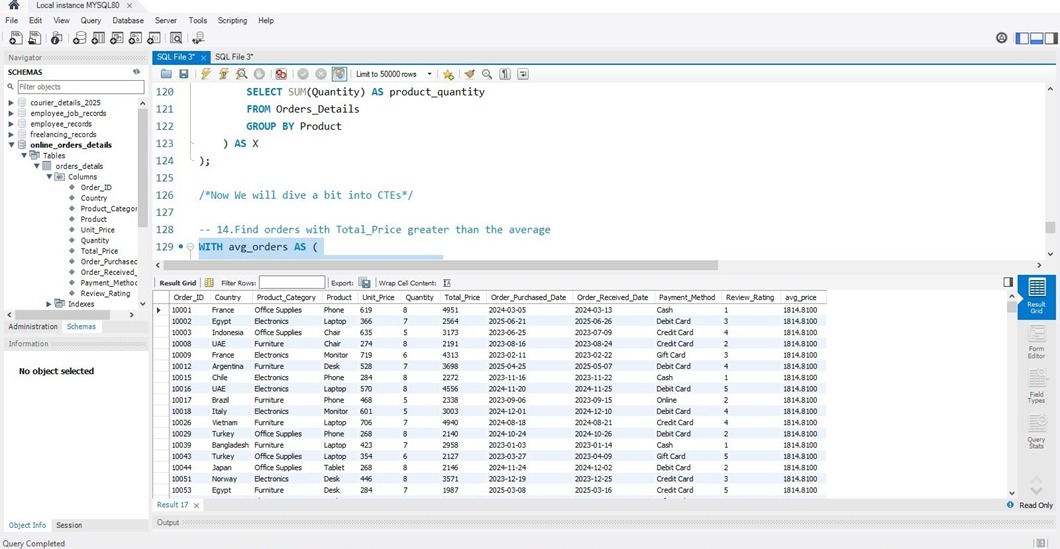 Local instance MYSQL80
File Edit View Query Database Server Tools Scripting Help
Navigator
SCHEMAS
Filter objects
courier_details_2025
employee_job_records
employee_records
freelancing_records
online_orders_details
Tables
orders_details
Columns
Order_ID
Country
Product_Categor
Product
Unit_Price
Quantity
Total_Price
Order_Purchasec
Order_Received_
Payment_Methoc
Review_Rating
Indexes
Administration Schemas
Information
No object selected
Object Info Session
Query Completed
SQL File 3* SQL File 3*
Limit to 50000 rows
120 SELECT SUM(Quantity) AS product_quantity
121 FROM Orders_Details
122 GROUP BY Product
123 ) AS X
124 );
125
126 /*Now We will dive a bit into CTEs*/
127
128 -- 14.Find orders with Total_Price greater than the average
129 WITH avg_orders AS (
Result Grid Filter Rows: Export: Wrap Cell Content:
Order_ID Country Product_Category Product Unit_Price Quantity Total_Price Order_Purchased_Date Order_Received_Date Payment_Method Review_Rating avg_price
10001 France Office Supplies Phone 619 8 4951 2024-03-05 2024-03-13 Cash 1 1814.8100
10002 Egypt Electronics Laptop 366 7 2564 2025-06-21 2025-06-26 Debit Card 3 1814.8100
10003 Indonesia Office Supplies Chair 635 5 3173 2023-06-25 2023-07-09 Credit Card 4 1814.8100
10008 UAE Furniture Chair 274 8 2191 2023-08-16 2023-08-24 Credit Card 2 1814.8100
10009 France Electronics Monitor 719 6 4313 2023-02-11 2023-02-22 Gift Card 3 1814.8100
10012 Argentina Furniture Desk 528 7 3698 2025-04-25 2025-05-07 Debit Card 4 1814.8100
10015 Chile Electronics Phone 284 8 2272 2023-11-16 2023-11-22 Cash 1 1814.8100
10016 UAE Electronics Laptop 570 8 4556 2024-11-20 2024-11-25 Debit Card 5 1814.8100
10017 Brazil Furniture Phone 468 5 2338 2023-09-06 2023-09-15 Online 2 1814.8100
10018 Italy Electronics Monitor 601 5 3003 2024-12-01 2024-12-10 Debit Card 4 1814.8100
10026 Vietnam Furniture Laptop 706 7 4940 2024-08-18 2024-08-21 Credit Card 4 1814.8100
10029 Turkey Office Supplies Phone 268 8 2140 2024-10-24 2024-10-26 Debit Card 2 1814.8100
10039 Bangladesh Furniture Laptop 423 7 2958 2023-01-03 2023-01-14 Cash 1 1814.8100
10043 Turkey Office Supplies Laptop 354 6 2127 2023-03-27 2023-04-09 Gift Card 5 1814.8100
10044 Japan Office Supplies Tablet 268 8 2146 2024-11-24 2024-12-02 Debit Card 2 1814.8100
10051 Norway Electronics Desk 446 8 3571 2023-12-19 2023-12-25 Credit Card 3 1814.8100
10053 Egypt Furniture Desk 284 7 1987 2025-03-08 2025-03-16 Credit Card 5 1814.8100
Result 17
Output
Result
Grid
Form
Editor
Field
Types
Query
Stats
Read Only